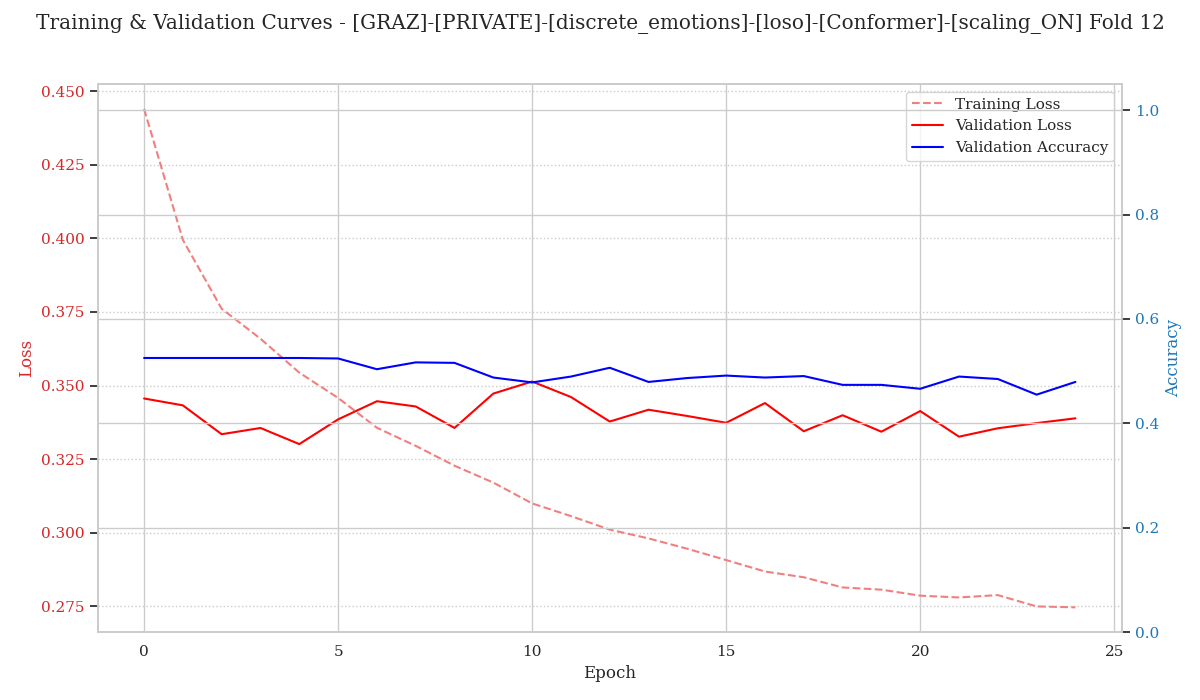 Training & Validation Curves - [GRAZ]-[PRIVATE]-[discrete_emotions]-[loso]-[Conformer]-[scaling_ON] Fold 12
Training Loss
Validation Loss
Validation Accuracy
0.450
0.425
0.400
0.375
0.350
0.325
0.300
0.275
Loss
1.0
0.8
0.6
0.4
0.2
0.0
Accuracy
0 5 10 15 20 25
Epoch